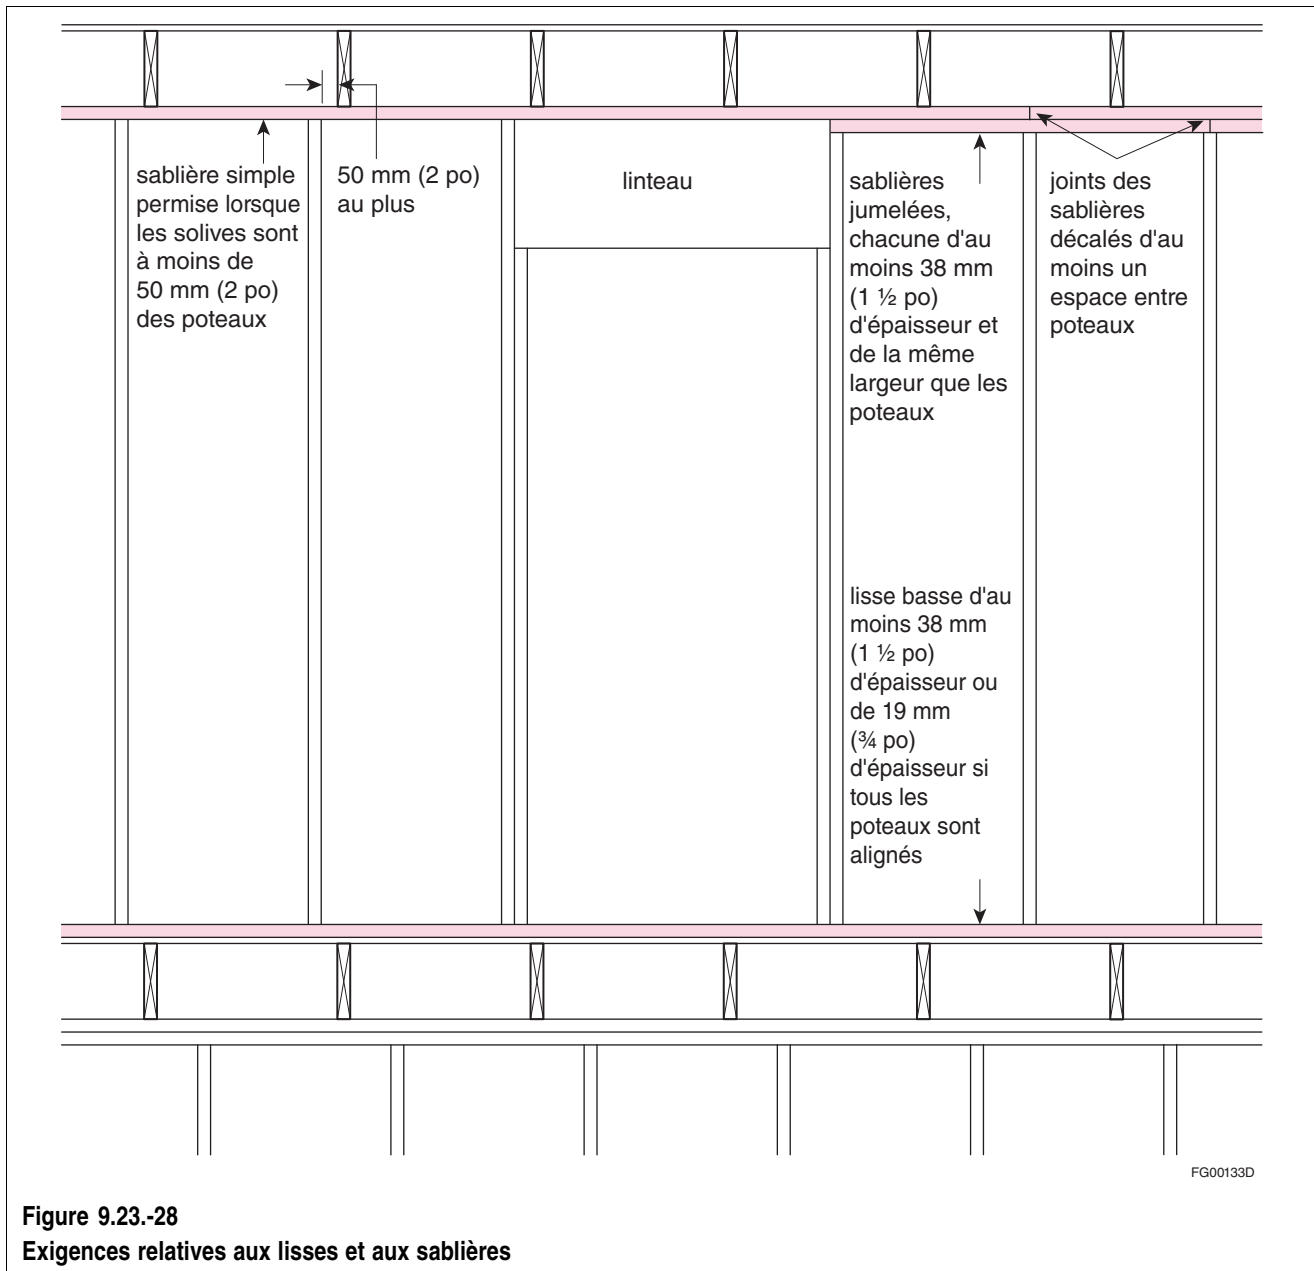 sablière simple
permise lorsque
les solives sont
à moins de
50 mm (2 po)
des poteaux
50 mm (2 po)
au plus
linteau
sablières
jumelées,
chacune d'au
moins 38 mm
(1 ½ po)
d'épaisseur et
de la même
largeur que les
poteaux
joints des
sablières
décalés d'au
moins un
espace entre
poteaux
lisse basse d'au
moins 38 mm
(1 ½ po)
d'épaisseur ou
de 19 mm
(¾ po)
d'épaisseur si
tous les
poteaux sont
alignés
FG00133D
Figure 9.23.-28
Exigences relatives aux lisses et aux sablières